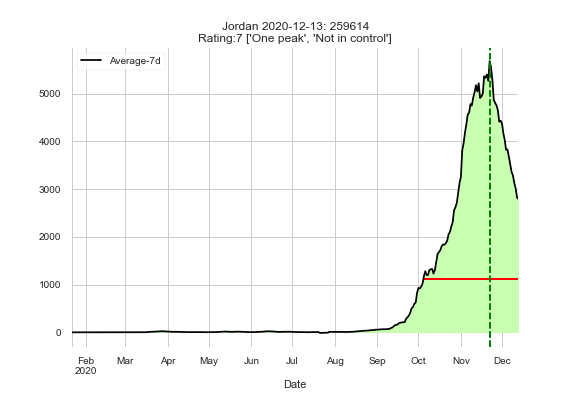 Jordan 2020-12-13: 259614
Rating:7 ['One peak', 'Not in control']
Average-7d
5000
4000
3000
2000
1000
0
Feb Mar Apr May Jun Jul Aug Sep Oct Nov Dec
2020
Date